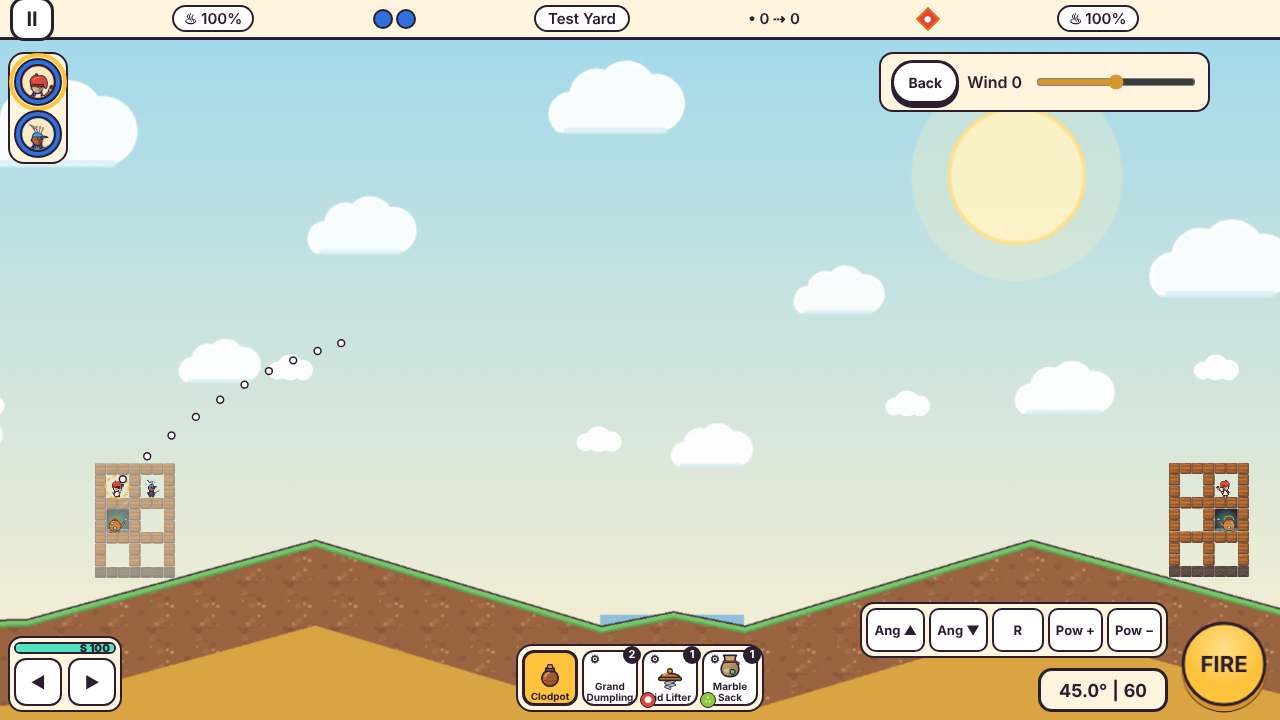 100%
Test Yard
• 0 ⇢ 0
100%
Back
Wind 0
S 100
Clodpot
2
Grand
Dumpling
1
id Lifter
1
Marble
Sack
Ang ▲
Ang ▼
R
Pow +
Pow −
45.0° | 60
FIRE